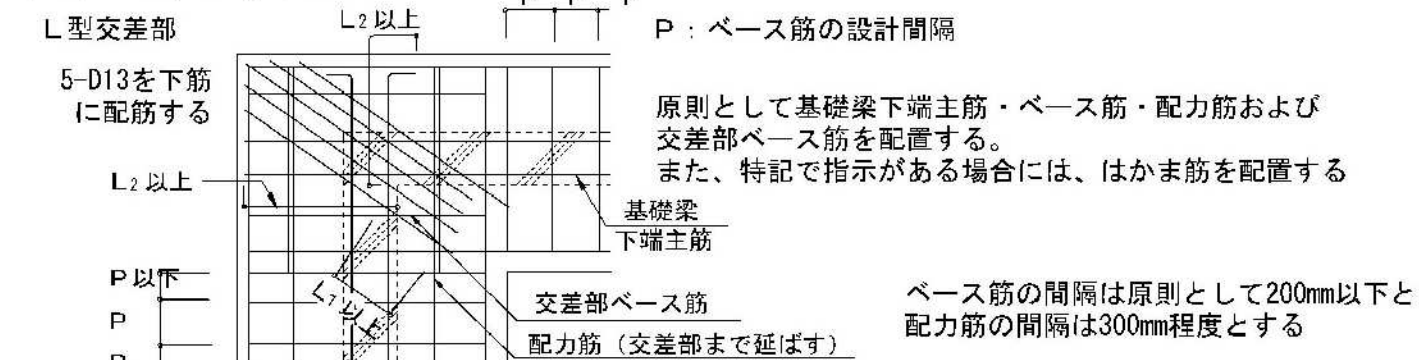 L型交差部
L2以上
P：ベース筋の設計間隔
5-D13を下筋
に配筋する
原則として基礎梁下端主筋・ベース筋・配力筋および
交差部ベース筋を配置する。
また、特記で指示がある場合には、はかま筋を配置する
L2以上
基礎梁
下端主筋
P以下
L1以上
P
交差部ベース筋
配力筋（交差部まで延ばす）
ベース筋の間隔は原則として200mm以下と
配力筋の間隔は300mm程度とする